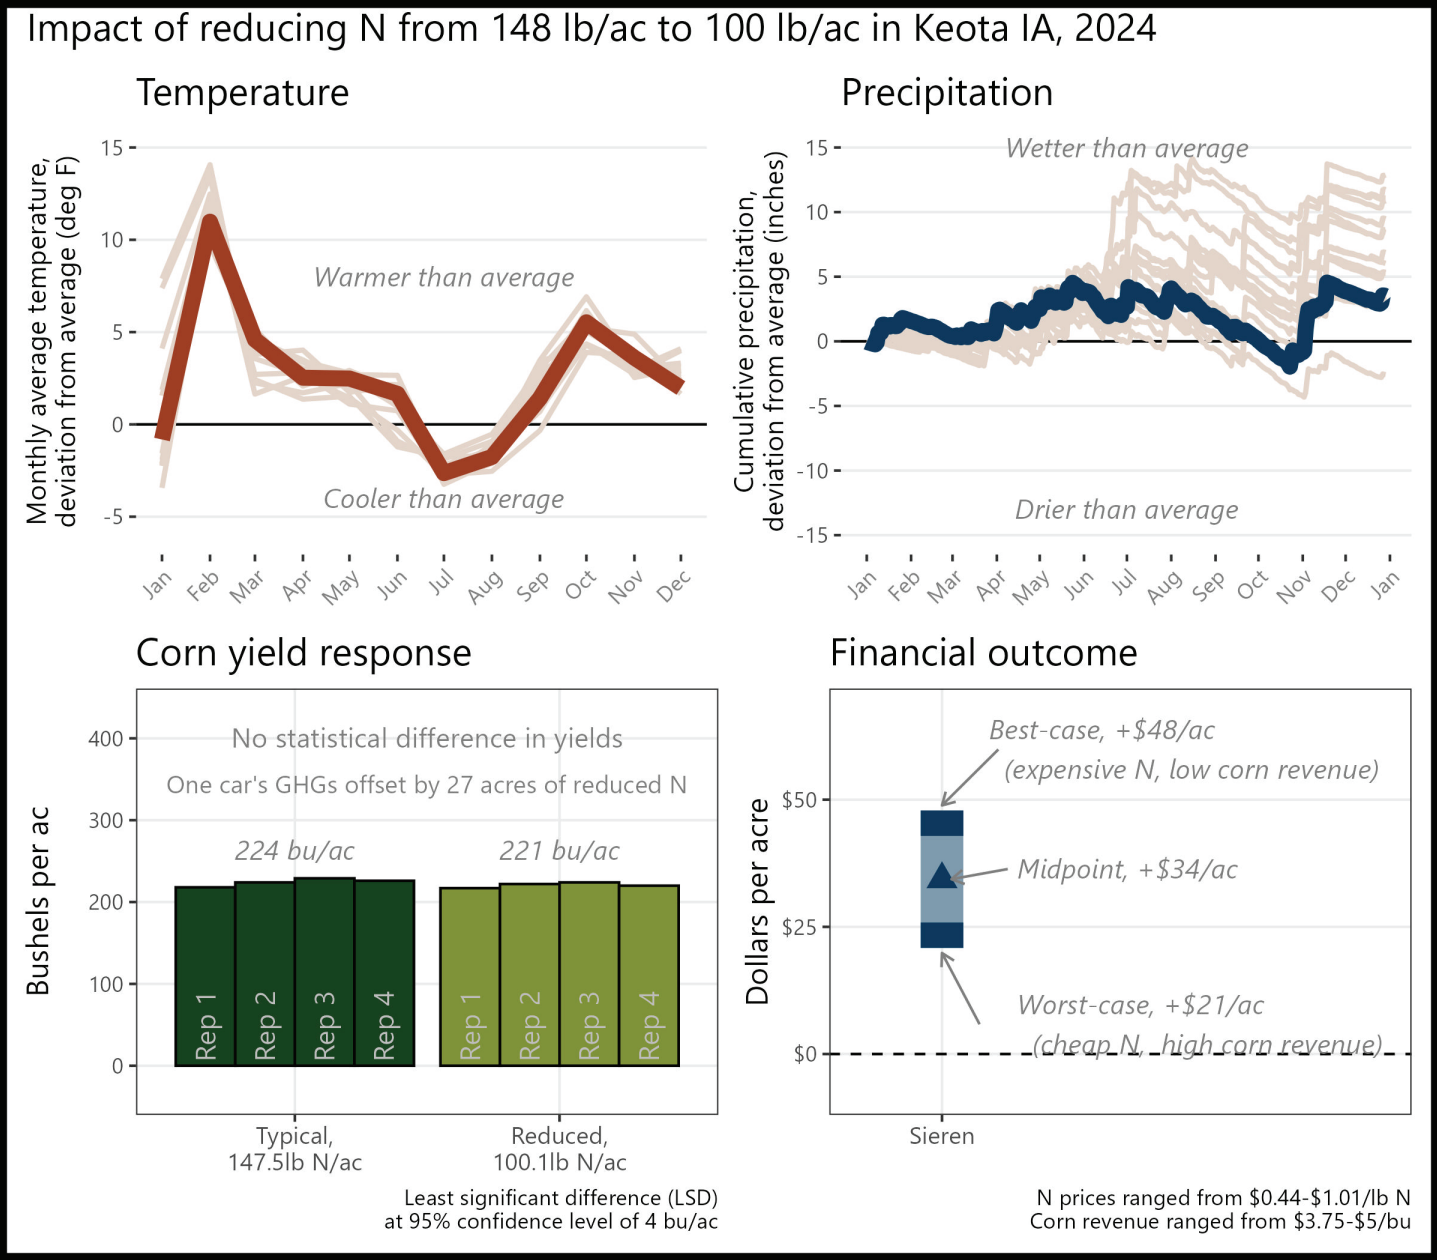 Impact of reducing N from 148 lb/ac to 100 lb/ac in Keota IA, 2024
Temperature
Monthly average temperature,
deviation from average (deg F)
15
10
5
0
-5
Warmer than average
Cooler than average
Jan
Feb
Mar
Apr
May
Jun
Jul
Aug
Sep
Oct
Nov
Dec
Precipitation
Cumulative precipitation,
deviation from average (inches)
15
10
5
0
-5
-10
-15
Wetter than average
Drier than average
Jan
Feb
Mar
Apr
May
Jun
Jul
Aug
Sep
Oct
Nov
Dec
Jan
Corn yield response
Bushels per ac
400
300
200
100
0
No statistical difference in yields
One car's GHGs offset by 27 acres of reduced N
224 bu/ac
221 bu/ac
Rep 1
Rep 2
Rep 3
Rep 4
Rep 1
Rep 2
Rep 3
Rep 4
Typical,
147.5lb N/ac
Reduced,
100.1lb N/ac
Least significant difference (LSD)
at 95% confidence level of 4 bu/ac
Financial outcome
Dollars per acre
$50
$25
$0
Best-case, +$48/ac
(expensive N, low corn revenue)
Midpoint, +$34/ac
Worst-case, +$21/ac
(cheap N, high corn revenue)
Sieren
N prices ranged from $0.44-$1.01/lb N
Corn revenue ranged from $3.75-$5/bu